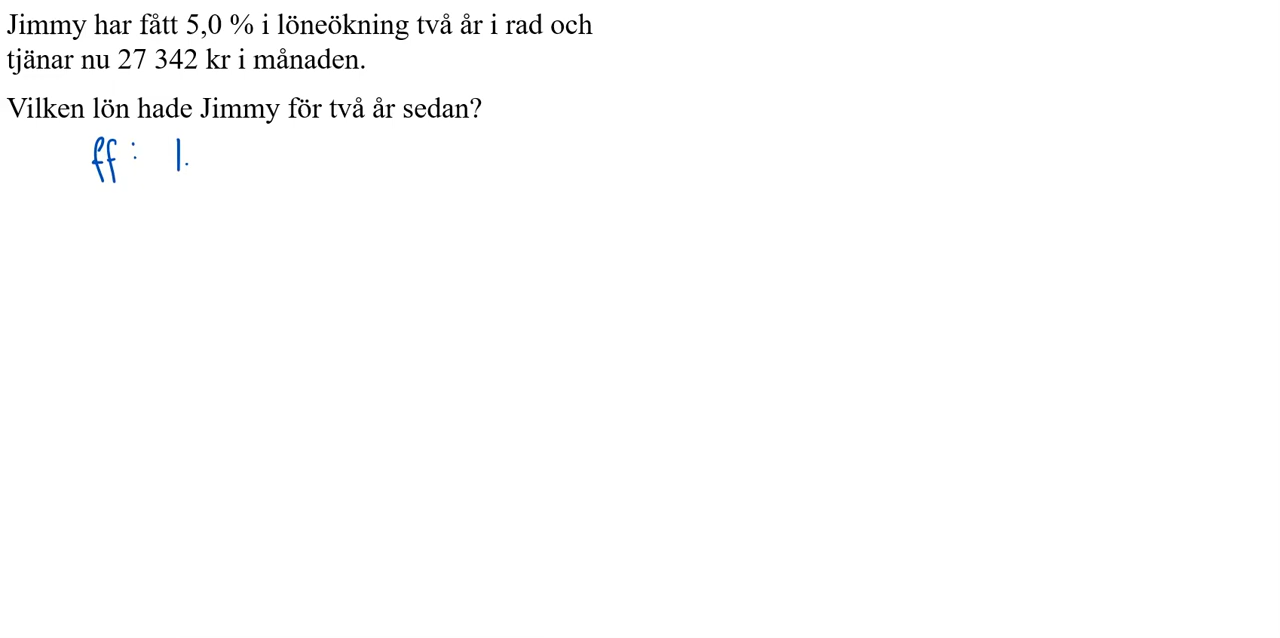 Jimmy har fått 5,0 % i löneökning två år i rad och
tjänar nu 27 342 kr i månaden.
Vilken lön hade Jimmy för två år sedan?
ff: 1.